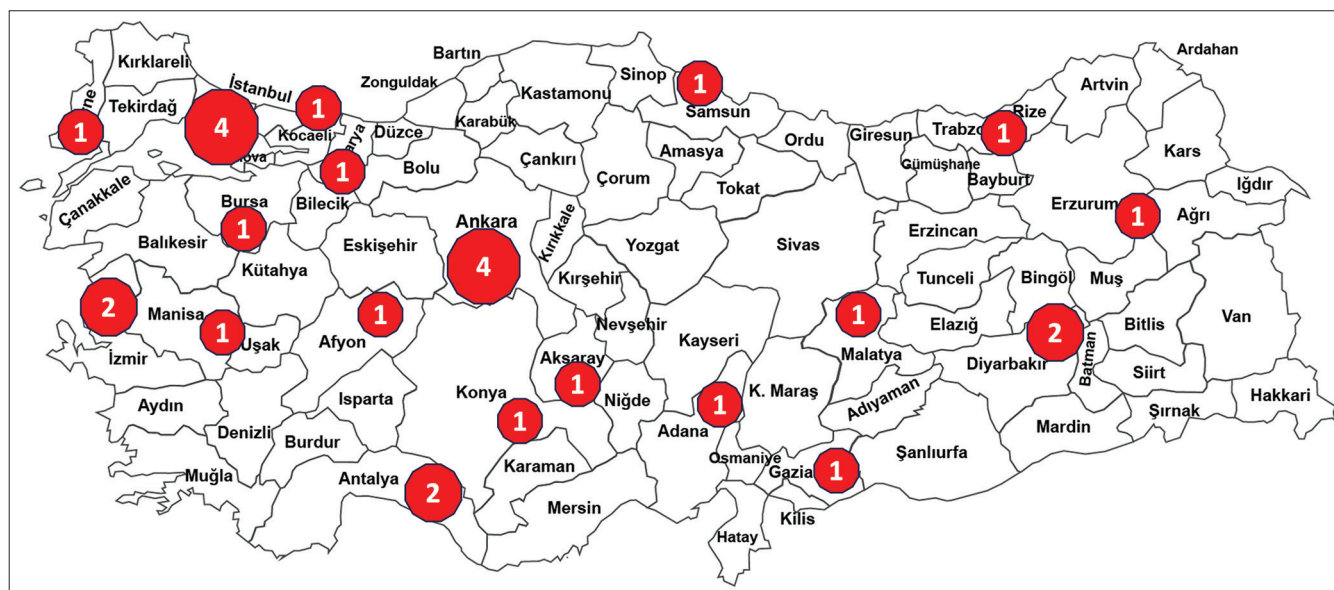 Kırklareli
Bartın
Sinop
Ardahan
Zonguldak
İstanbul
Kastamonu
Artvin
Tekirdağ
1
1
1
4
Kocaeli
Düzce
Karabük
Samsun
Ordu
Giresun
Rize
1
Kars
1
Bolu
Çankırı
Çorum
Amasya
Tokat
Gümüşhane
Bayburt
Iğdır
Çanakkale
Bursa
Bilecik
Ankara
Kırıkkale
Erzurum
1
Ağrı
1
Balıkesir
Eskişehir
Yozgat
Sivas
Erzincan
Kütahya
4
Kırşehir
Tunceli
Bingöl
Muş
2
Manisa
1
Uşak
1
Afyon
Nevşehir
Kayseri
1
Elazığ
2
Batman
Bitlis
Van
İzmir
Aksaray
1
Malatya
Diyarbakır
Siirt
Aydın
Isparta
Konya
1
Niğde
1
K. Maraş
Adıyaman
Hakkari
Denizli
Burdur
Adana
Mardin
Şırnak
Muğla
Antalya
2
Karaman
Osmaniye
1
Şanlıurfa
Mersin
Kilis
Hatay